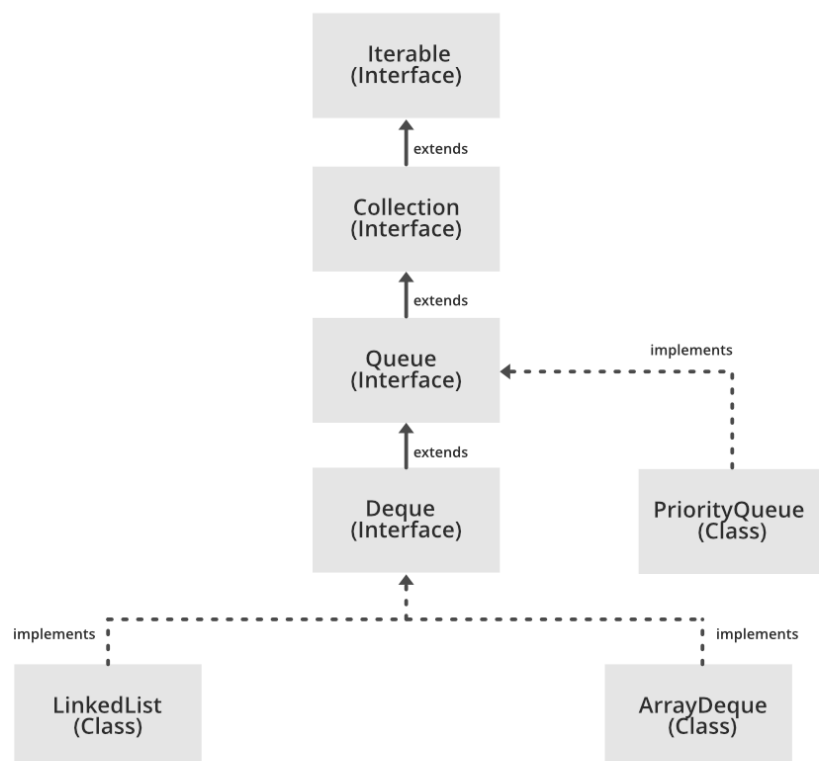 Iterable
(Interface)
extends
Collection
(Interface)
extends
Queue
(Interface)
implements
extends
Deque
(Interface)
PriorityQueue
(Class)
implements
implements
LinkedList
(Class)
ArrayDeque
(Class)